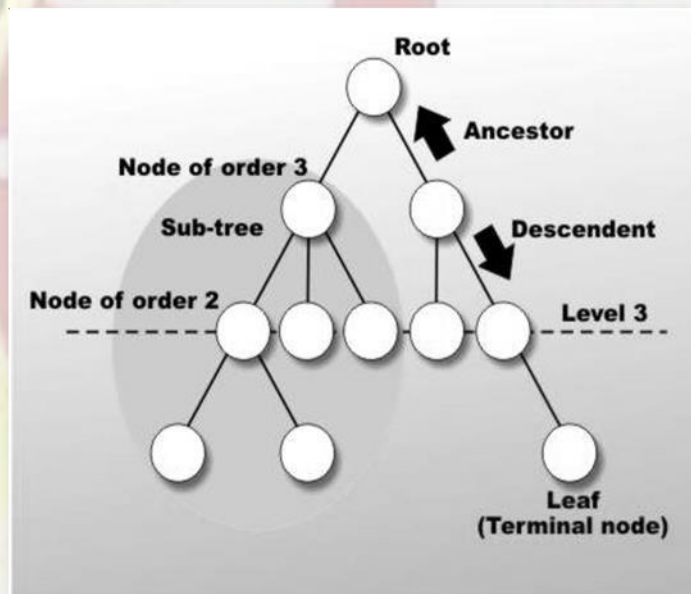 Root
Ancestor
Node of order 3
Sub-tree
Descendent
Node of order 2
Level 3
Leaf
(Terminal node)